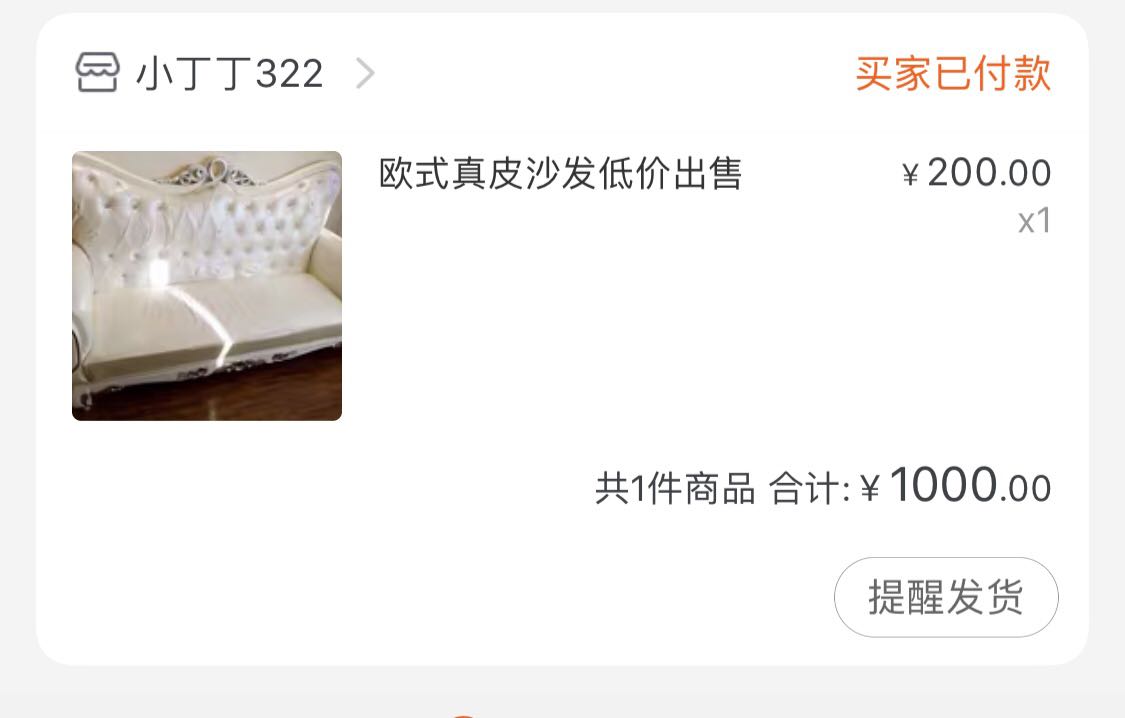 小丁丁322
买家已付款
欧式真皮沙发低价出售 ¥200.00
x1
共1件商品 合计: ¥1000.00
提醒发货